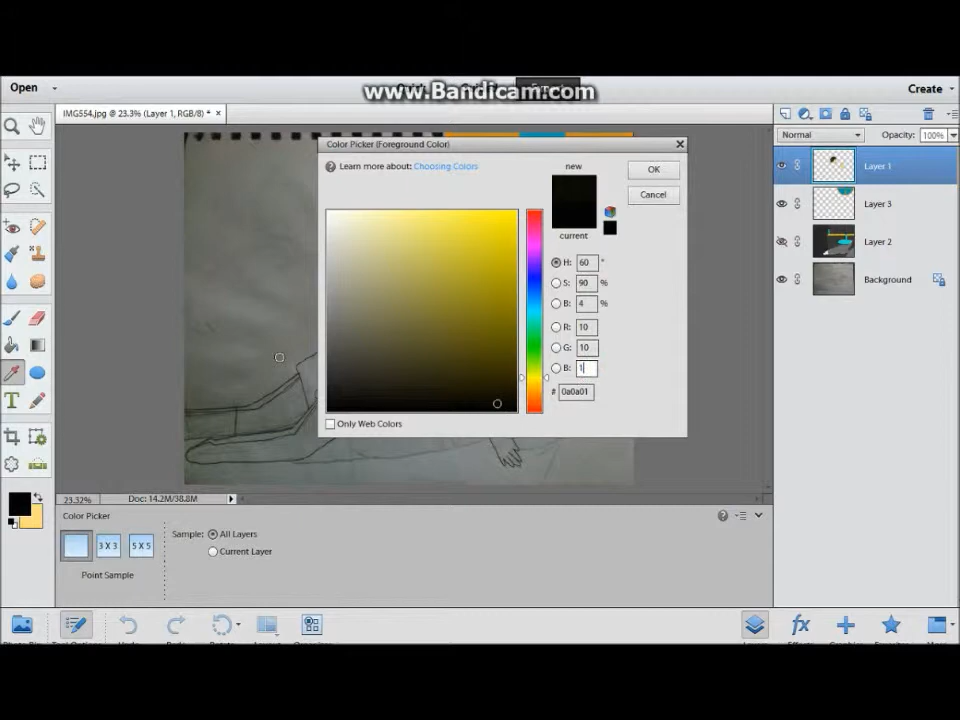 www.Bandicam.com
Open
Create
IMG554.jpg @ 23.3% (Layer 1, RGB/8) * ×
Color Picker (Foreground Color)
Learn more about: Choosing Colors
new
current
OK
Cancel
H: 60 °
S: 90 %
B: 4 %
R: 10
G: 10
B: 1
# 0a0a01
Only Web Colors
Normal
Opacity: 100%
Layer 1
Layer 3
Layer 2
Background
23.32%
Doc: 14.2M/38.8M
Color Picker
3 X 3
5 X 5
Point Sample
Sample:
All Layers
Current Layer
fx